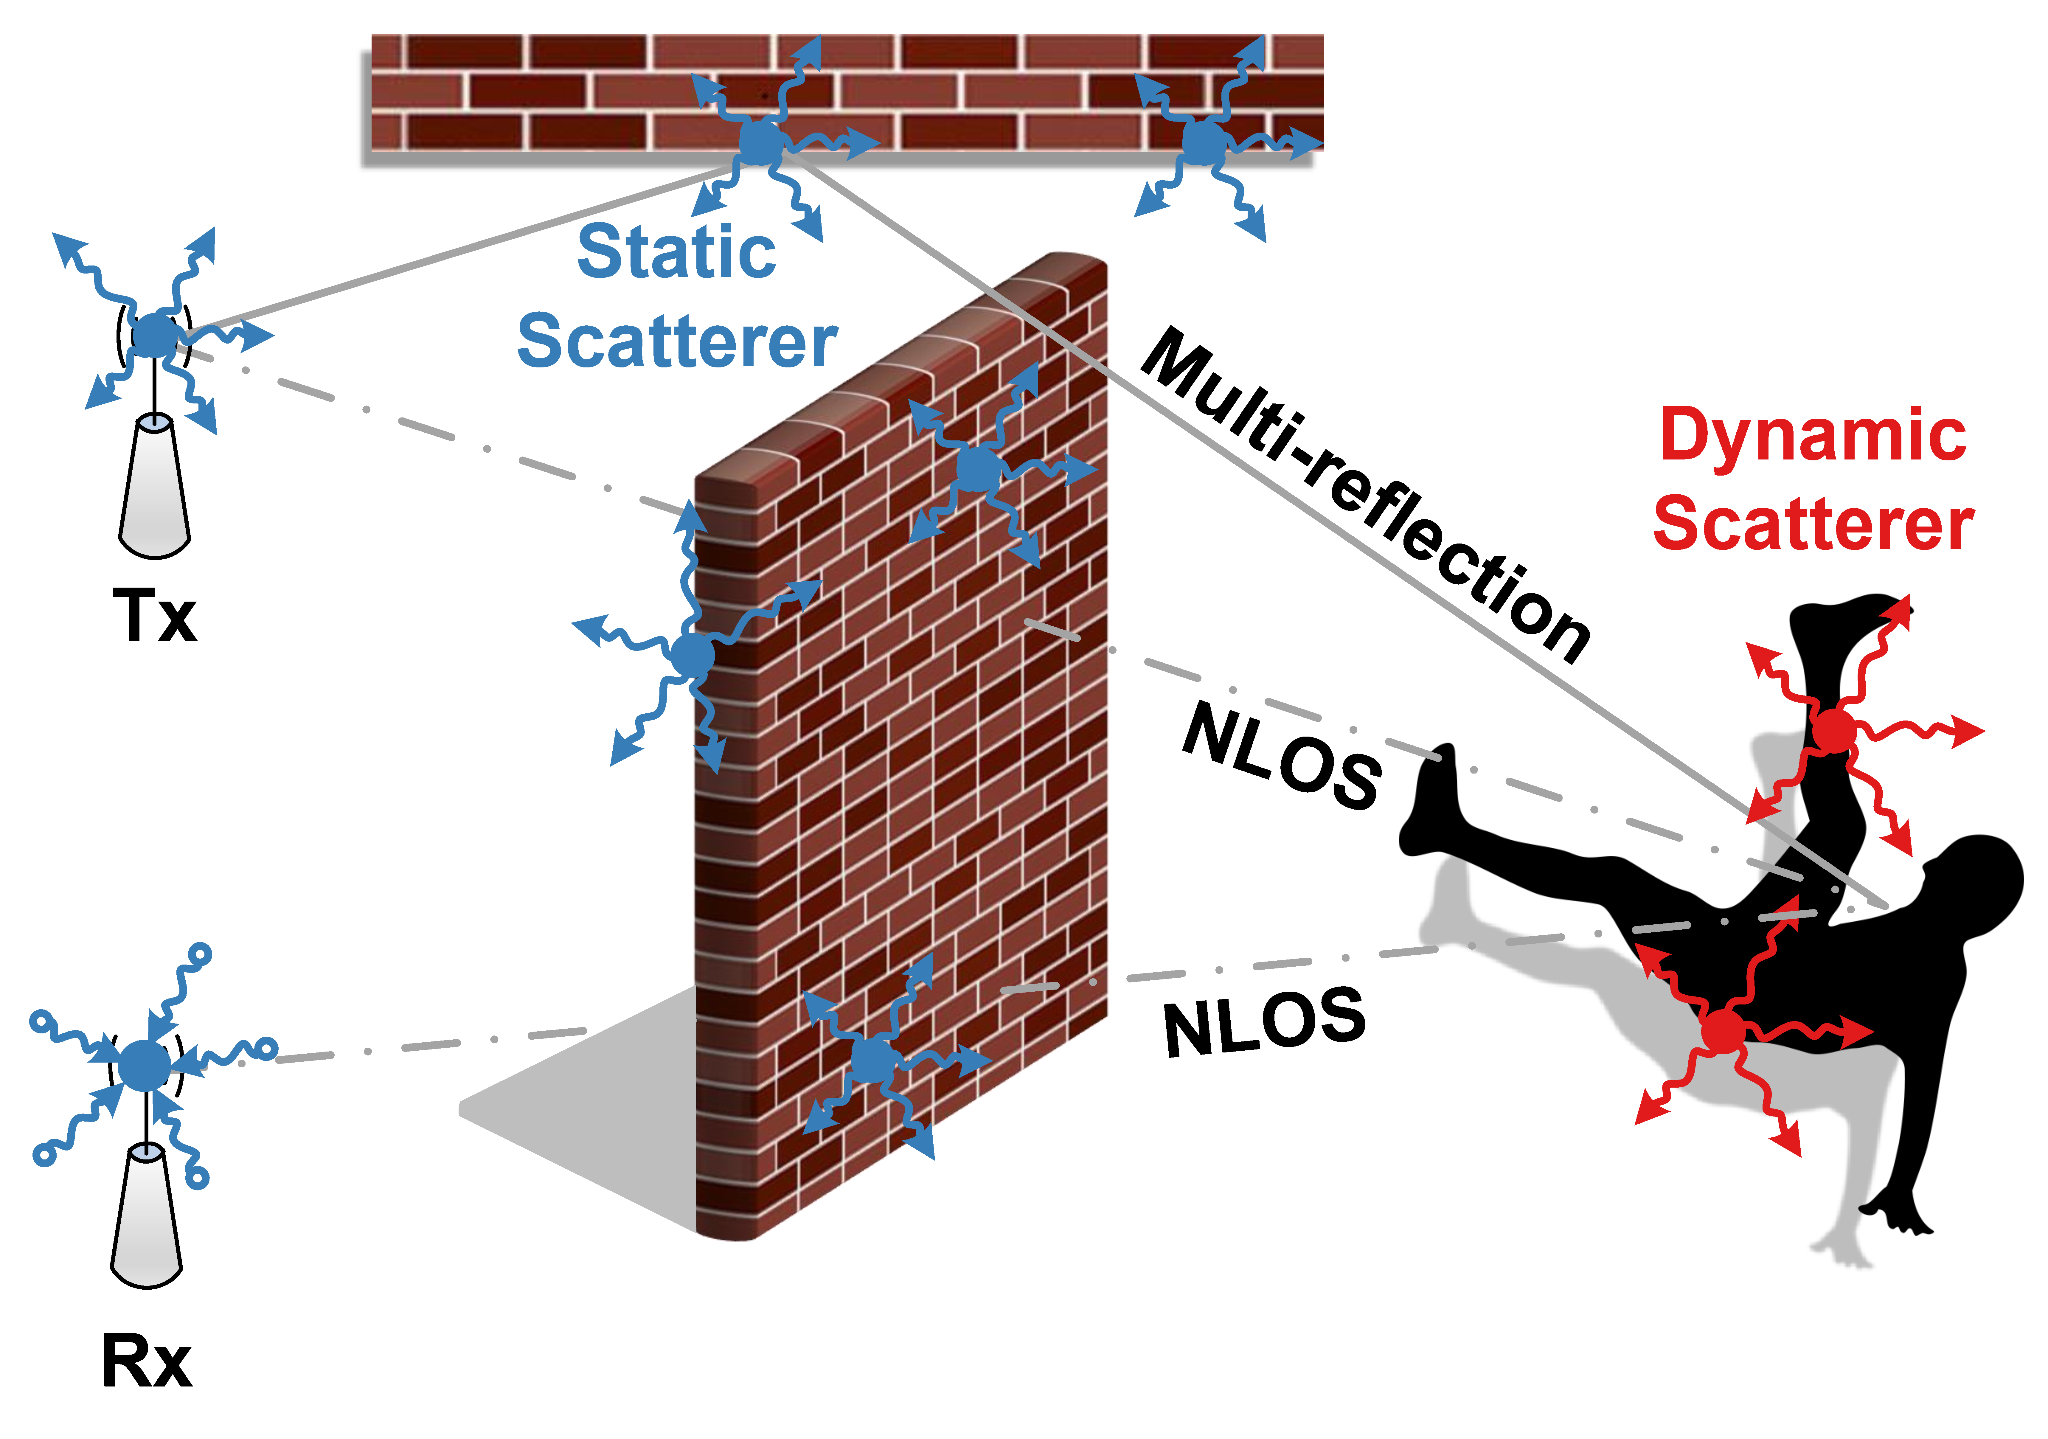 Static
Scatterer
Multi-reflection
Dynamic
Scatterer
Tx
NLOS
NLOS
Rx